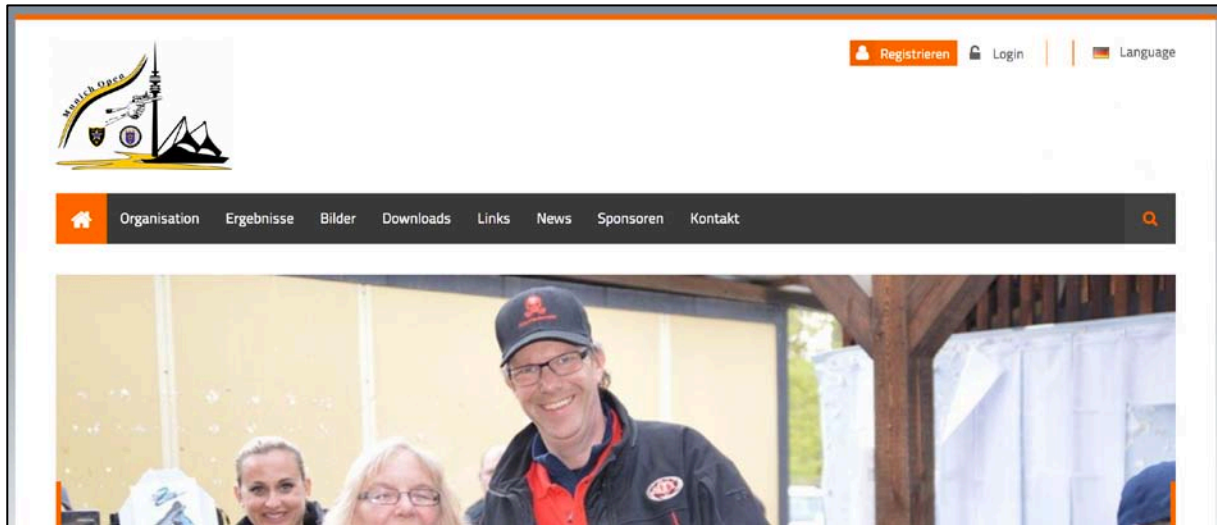 Munich Open
Registrieren Login Language
Organisation Ergebnisse Bilder Downloads Links News Sponsoren Kontakt